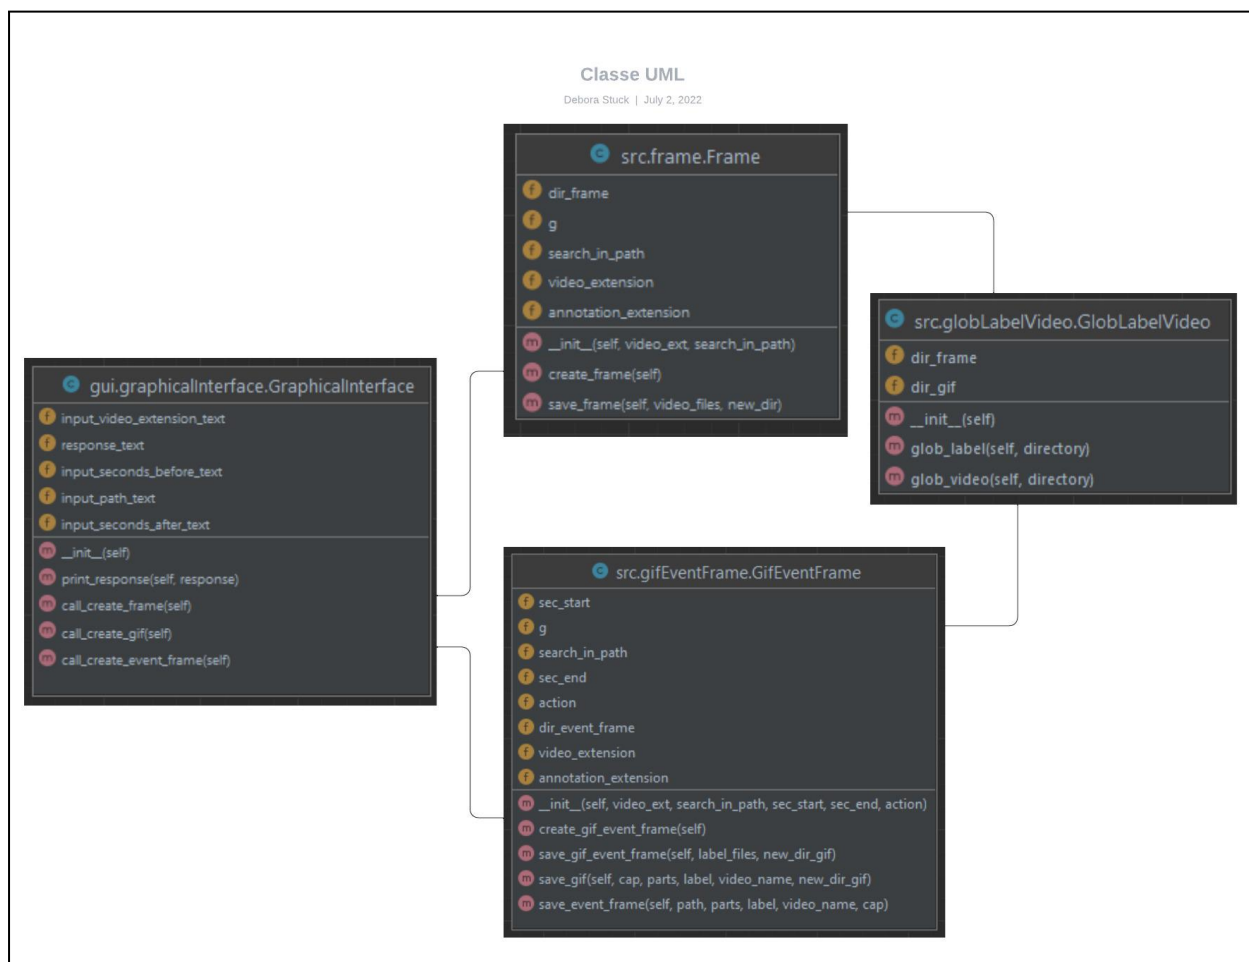 Classe UML
Debora Stuck | July 2, 2022
src.frame.Frame
dir_frame
g
search_in_path
video_extension
annotation_extension
__init__(self, video_ext, search_in_path)
create_frame(self)
save_frame(self, video_files, new_dir)
src.globLabelVideo.GlobLabelVideo
dir_frame
dir_gif
__init__(self)
glob_label(self, directory)
glob_video(self, directory)
gui.graphicalInterface.GraphicalInterface
input_video_extension_text
response_text
input_seconds_before_text
input_path_text
input_seconds_after_text
__init__(self)
print_response(self, response)
call_create_frame(self)
call_create_gif(self)
call_create_event_frame(self)
src.gifEventFrame.GifEventFrame
sec_start
g
search_in_path
sec_end
action
dir_event_frame
video_extension
annotation_extension
__init__(self, video_ext, search_in_path, sec_start, sec_end, action)
create_gif_event_frame(self)
save_gif_event_frame(self, label_files, new_dir_gif)
save_gif(self, cap, parts, label, video_name, new_dir_gif)
save_event_frame(self, path, parts, label, video_name, cap)